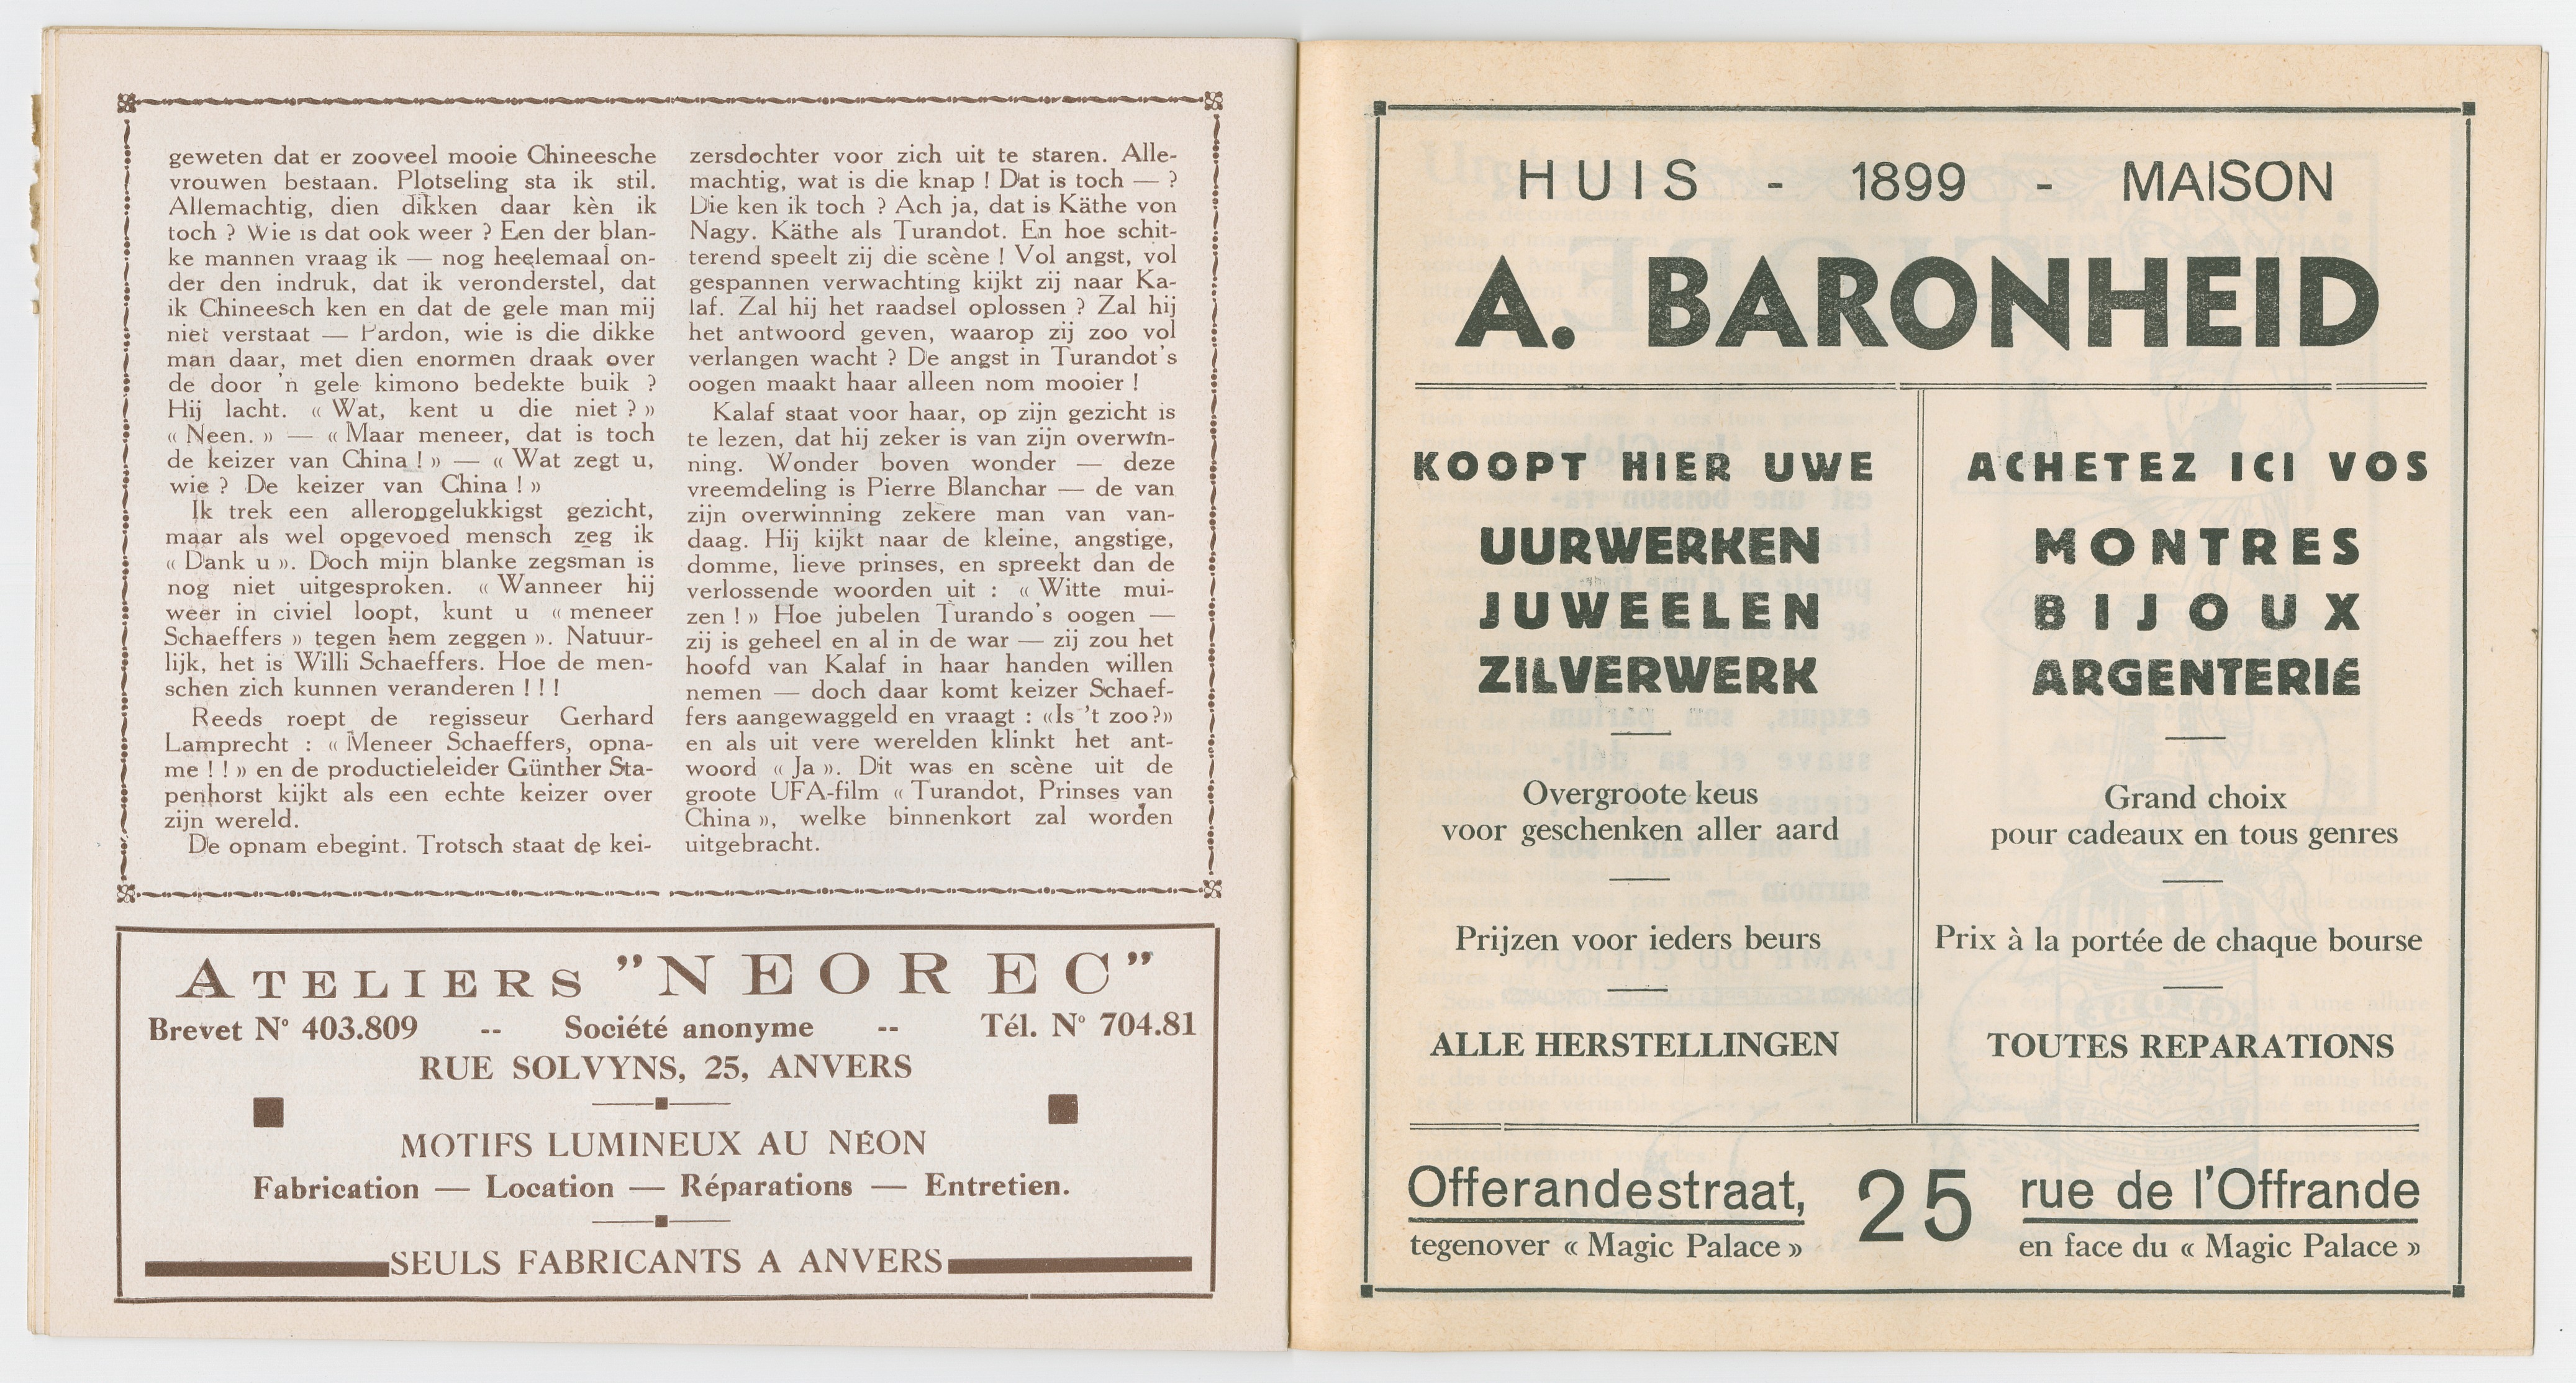 geweten dat er zooveel mooie Chineesche
vrouwen bestaan. Plotseling sta ik stil.
Allemachtig, dien dikken daar kèn ik
toch ? Wie is dat ook weer ? Een der blan-
ke mannen vraag ik — nog heelemaal on-
der den indruk, dat ik veronderstel, dat
ik Chineesch ken en dat de gele man mij
niet verstaat — Pardon, wie is die dikke
man daar, met dien enormen draak over
de door 'n gele kimono bedekte buik ?
Hij lacht. « Wat, kent u die niet ? »
« Neen. » — « Maar meneer, dat is toch
de keizer van China ! » — « Wat zegt u,
wie ? De keizer van China ! »
Ik trek een allerongelukkigst gezicht,
maar als wel opgevoed mensch zeg ik
« Dank u ». Doch mijn blanke zegsman is
nog niet uitgesproken. « Wanneer hij
weer in civiel loopt, kunt u « meneer
Schaeffers » tegen hem zeggen ». Natuur-
lijk, het is Willi Schaeffers. Hoe de men-
schen zich kunnen veranderen ! ! !
Reeds roept de regisseur Gerhard
Lamprecht : « Meneer Schaeffers, opna-
me ! ! » en de productieleider Günther Sta-
penhorst kijkt als een echte keizer over
zijn wereld.
De opnam ebegint. Trotsch staat de kei-
zersdochter voor zich uit te staren. Alle-
machtig, wat is die knap ! Dat is toch — ?
Die ken ik toch ? Ach ja, dat is Käthe von
Nagy. Käthe als Turandot. En hoe schit-
terend speelt zij die scène ! Vol angst, vol
gespannen verwachting kijkt zij naar Ka-
laf. Zal hij het raadsel oplossen ? Zal hij
het antwoord geven, waarop zij zoo vol
verlangen wacht ? De angst in Turandot's
oogen maakt haar alleen nom mooier !
Kalaf staat voor haar, op zijn gezicht is
te lezen, dat hij zeker is van zijn overwin-
ning. Wonder boven wonder — deze
vreemdeling is Pierre Blanchar — de van
zijn overwinning zekere man van van-
daag. Hij kijkt naar de kleine, angstige,
domme, lieve prinses, en spreekt dan de
verlossende woorden uit : « Witte mui-
zen ! » Hoe jubelen Turando's oogen —
zij is geheel en al in de war — zij zou het
hoofd van Kalaf in haar handen willen
nemen — doch daar komt keizer Schaef-
fers aangewaggeld en vraagt : «Is 't zoo?»
en als uit vere werelden klinkt het ant-
woord « Ja ». Dit was en scène uit de
groote UFA-film « Turandot, Prinses van
China », welke binnenkort zal worden
uitgebracht.
ATELIERS "NEOREC"
Brevet N° 403.809 -- Société anonyme -- Tél. N° 704.81
RUE SOLVYNS, 25, ANVERS
MOTIFS LUMINEUX AU NÉON
Fabrication — Location — Réparations — Entretien.
SEULS FABRICANTS A ANVERS
HUIS - 1899 - MAISON
A. BARONHEID
KOOPT HIER UWE
UURWERKEN
JUWEELEN
ZILVERWERK
Overgroote keus
voor geschenken aller aard
Prijzen voor ieders beurs
ALLE HERSTELLINGEN
ACHETEZ ICI VOS
MONTRES
BIJOUX
ARGENTERIE
Grand choix
pour cadeaux en tous genres
Prix à la portée de chaque bourse
TOUTES REPARATIONS
Offerandestraat, 25 rue de l'Offrande
tegenover « Magic Palace » en face du « Magic Palace »